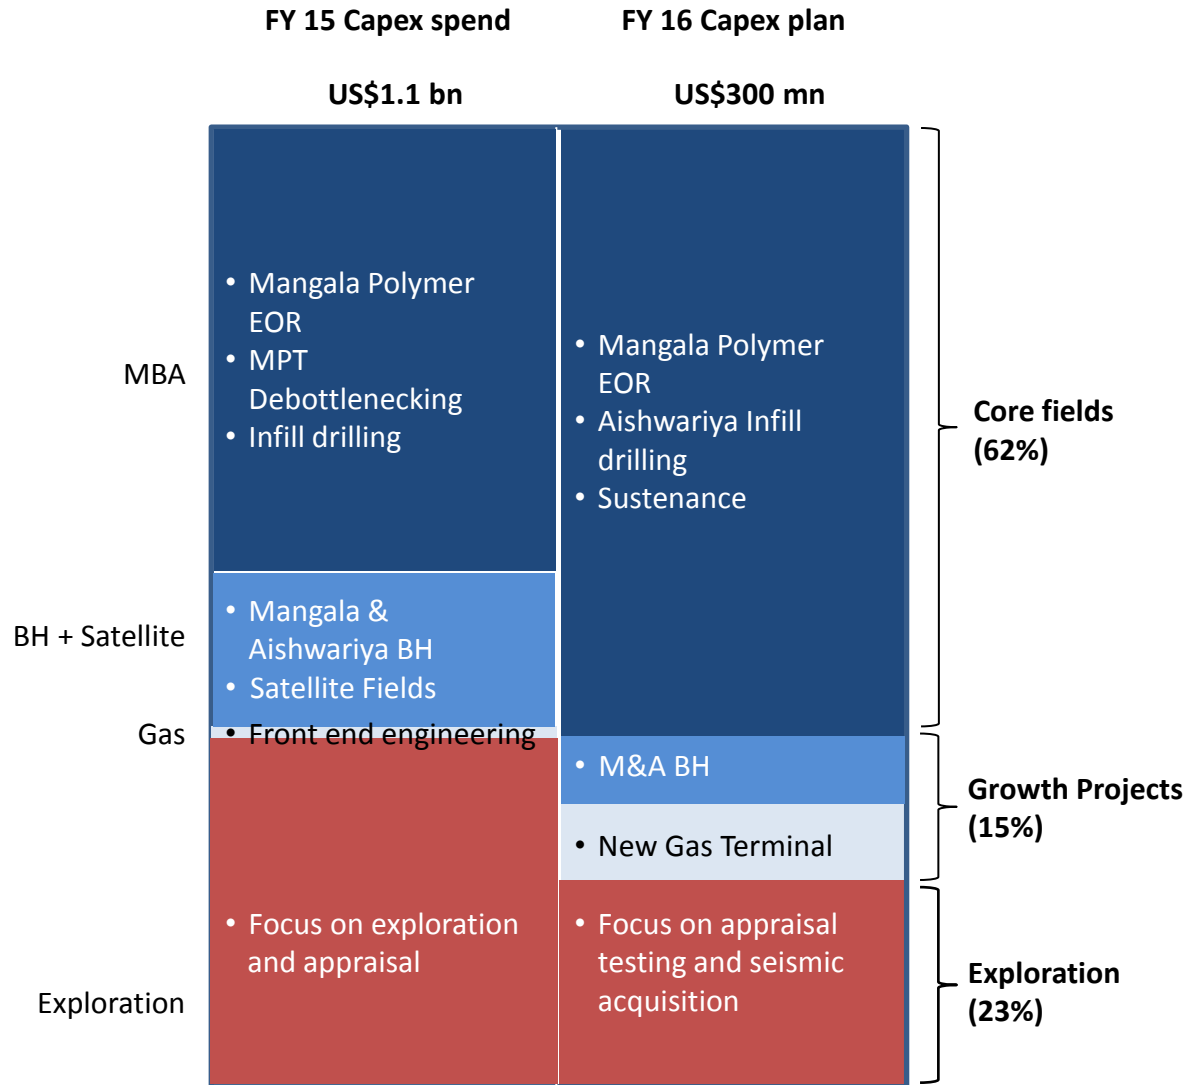 FY 15 Capex spend
FY 16 Capex plan
US$1.1 bn
US$300 mn
MBA
• Mangala Polymer
EOR
• MPT
Debottlenecking
• Infill drilling
• Mangala Polymer
EOR
• Aishwariya Infill
drilling
• Sustenance
Core fields
(62%)
BH + Satellite
• Mangala &
Aishwariya BH
• Satellite Fields
Gas
• Front end engineering
• M&A BH
• New Gas Terminal
Growth Projects
(15%)
Exploration
• Focus on exploration
and appraisal
• Focus on appraisal
testing and seismic
acquisition
Exploration
(23%)